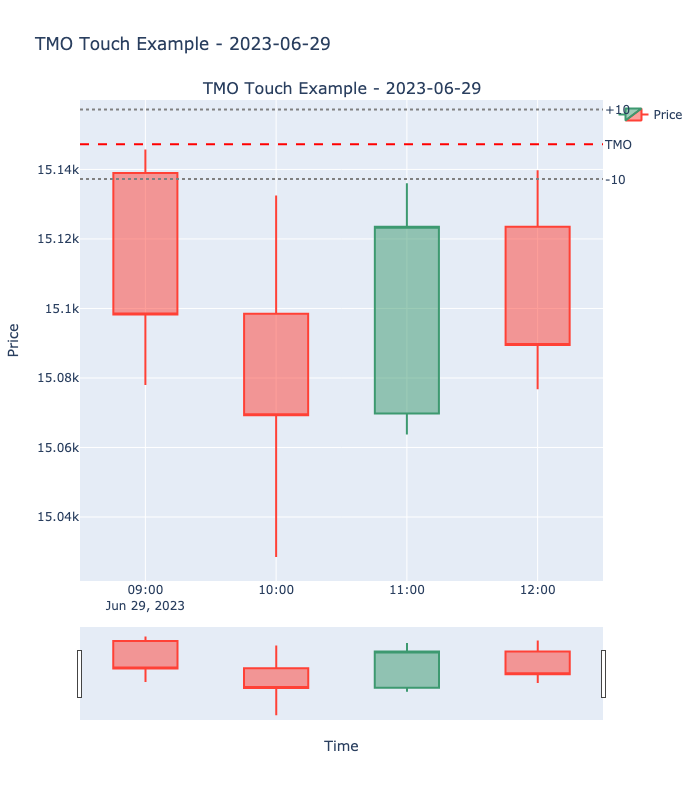 TMO Touch Example - 2023-06-29
TMO Touch Example - 2023-06-29
+10
Price
TMO
-10
15.14k
15.12k
15.1k
15.08k
15.06k
15.04k
Price
09:00
10:00
11:00
12:00
Jun 29, 2023
Time